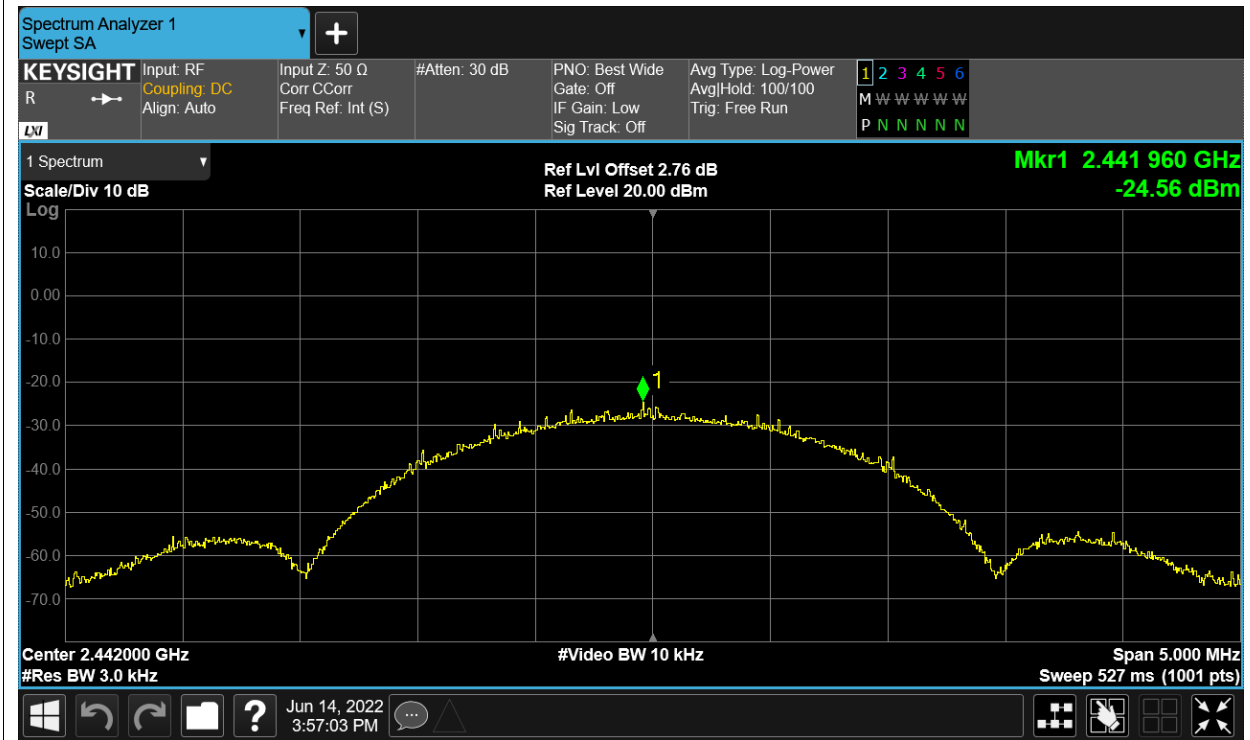 Spectrum Analyzer 1
Swept SA
KEYSIGHT
R
LXI
Input: RF
Coupling: DC
Align: Auto
Input Z: 50 Ω
Corr CCorr
Freq Ref: Int (S)
#Atten: 30 dB
PNO: Best Wide
Gate: Off
IF Gain: Low
Sig Track: Off
Avg Type: Log-Power
Avg|Hold: 100/100
Trig: Free Run
1 2 3 4 5 6
M W W W W W
P N N N N N
1 Spectrum
Scale/Div 10 dB
Log
Ref Lvl Offset 2.76 dB
Ref Level 20.00 dBm
Mkr1 2.441 960 GHz
-24.56 dBm
10.0
0.00
-10.0
-20.0
-30.0
-40.0
-50.0
-60.0
-70.0
1
Center 2.442000 GHz
#Res BW 3.0 kHz
#Video BW 10 kHz
Span 5.000 MHz
Sweep 527 ms (1001 pts)
?
Jun 14, 2022
3:57:03 PM